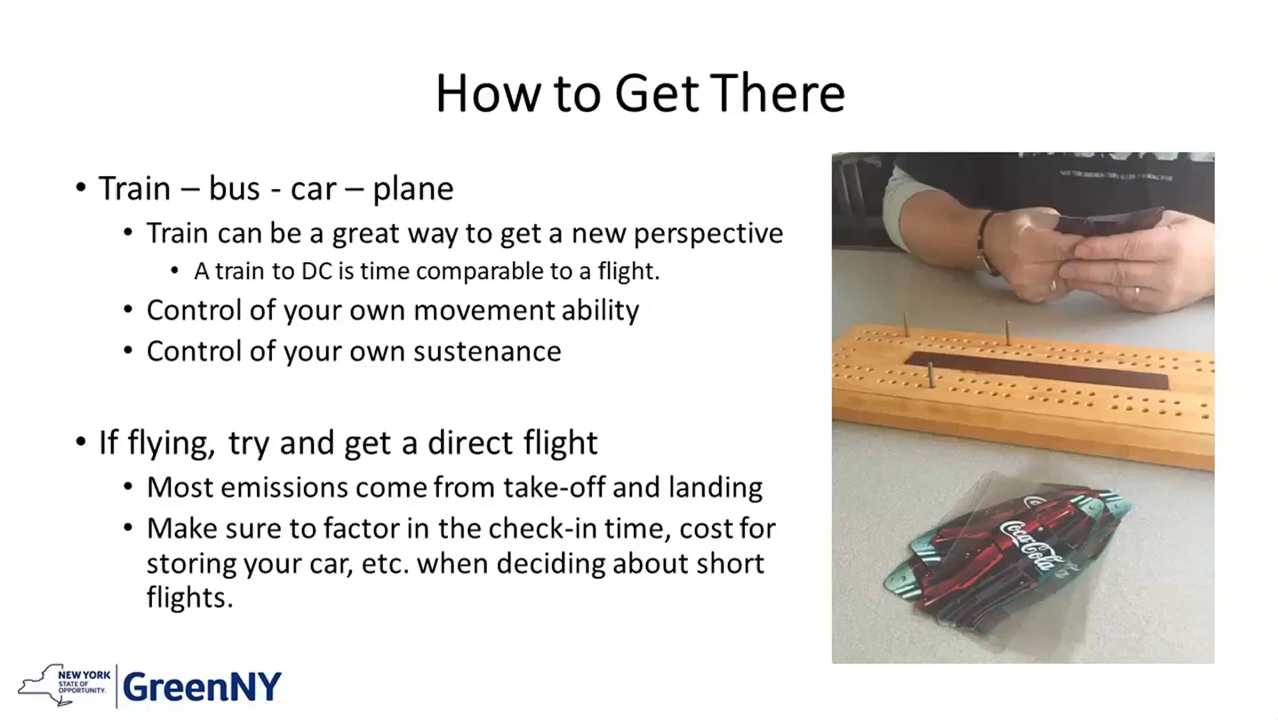 How to Get There
• Train – bus - car – plane
• Train can be a great way to get a new perspective
• A train to DC is time comparable to a flight.
• Control of your own movement ability
• Control of your own sustenance
• If flying, try and get a direct flight
• Most emissions come from take-off and landing
• Make sure to factor in the check-in time, cost for
storing your car, etc. when deciding about short
flights.
Coca-Cola
NEW YORK
STATE OF
OPPORTUNITY.
GreenNY